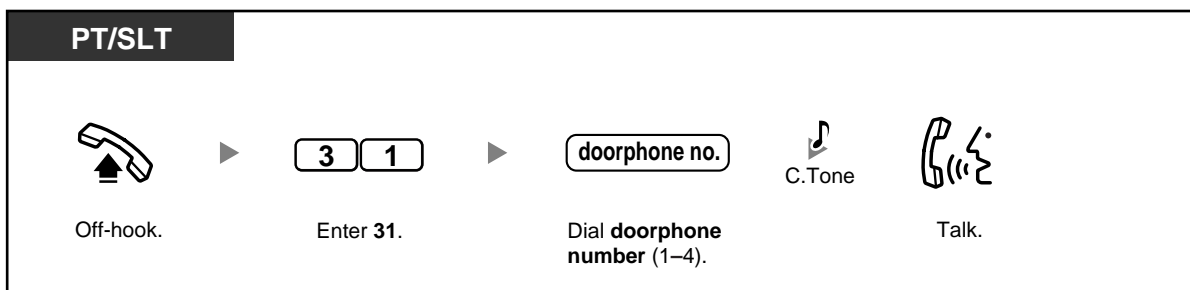 PT/SLT
3 1
doorphone no.
C.Tone
Off-hook.
Enter 31.
Dial doorphone
number (1–4).
Talk.